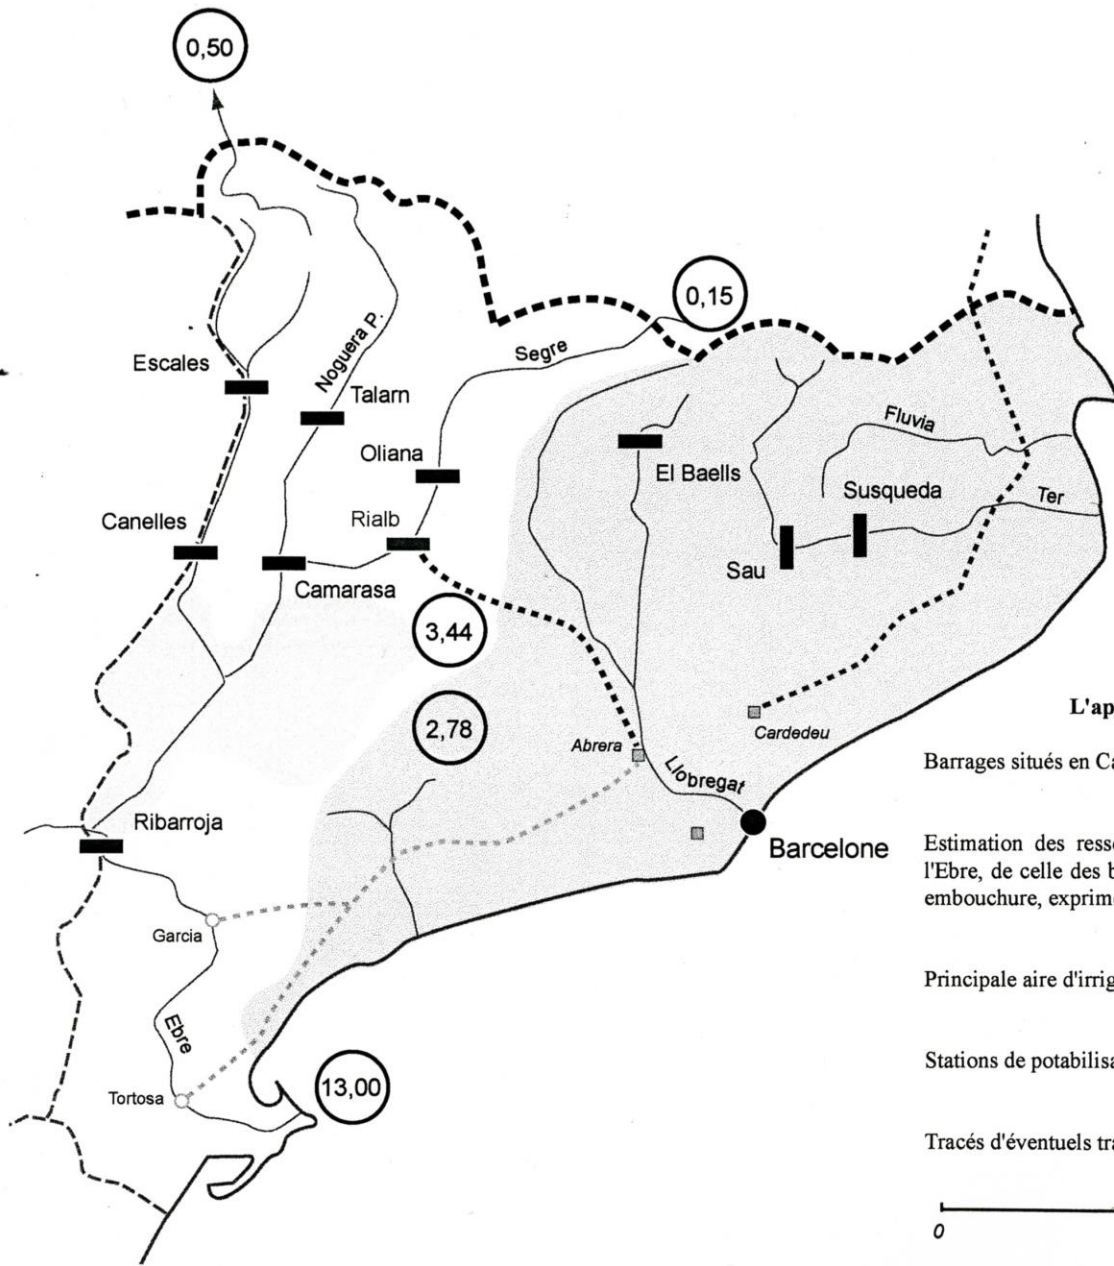 0,50
0,15
Segre
Noguera P.
Escales
Talarn
Fluvia
Oliana
El Baells
Susqueda
Ter
Canelles
Rialb
Sau
Camarasa
3,44
2,78
L'ap
Abrera
Cardedeu
Barrages situés en Ca
Llobregat
Ribarroja
Barcelone
Estimation des resso
l'Ebre, de celle des b
embouchure, exprimé
Garcia
Principale aire d'irrig
Ebre
Stations de potabilisa
13,00
Tortosa
Tracés d'éventuels tra
0